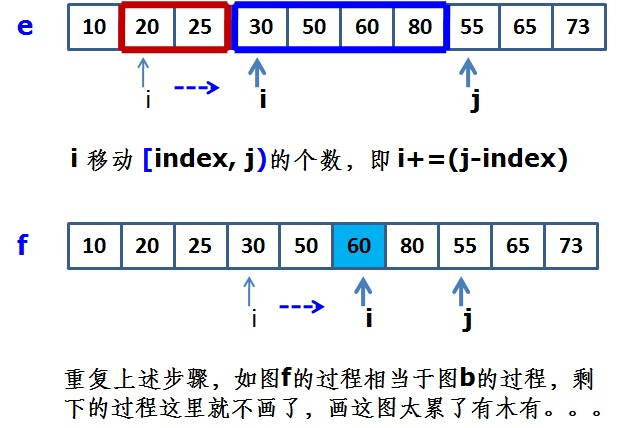 e 10 20 25 30 50 60 80 55 65 73
i i j
i 移动 [index, j)的个数，即 i+=(j-index)
f 10 20 25 30 50 60 80 55 65 73
i i j
重复上述步骤，如图f的过程相当于图b的过程，剩
下的过程这里就不画了，画这图太累了有木有。。。